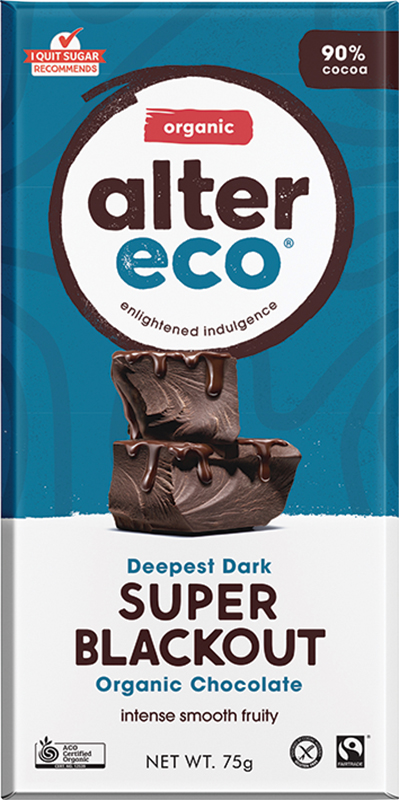 I QUIT SUGAR
RECOMMENDS
90%
cocoa
organic
alter
eco®
enlightened indulgence
Deepest Dark
SUPER
BLACKOUT
Organic Chocolate
intense smooth fruity
ACO
Certified
Organic
NET WT. 75g
FAIRTRADE